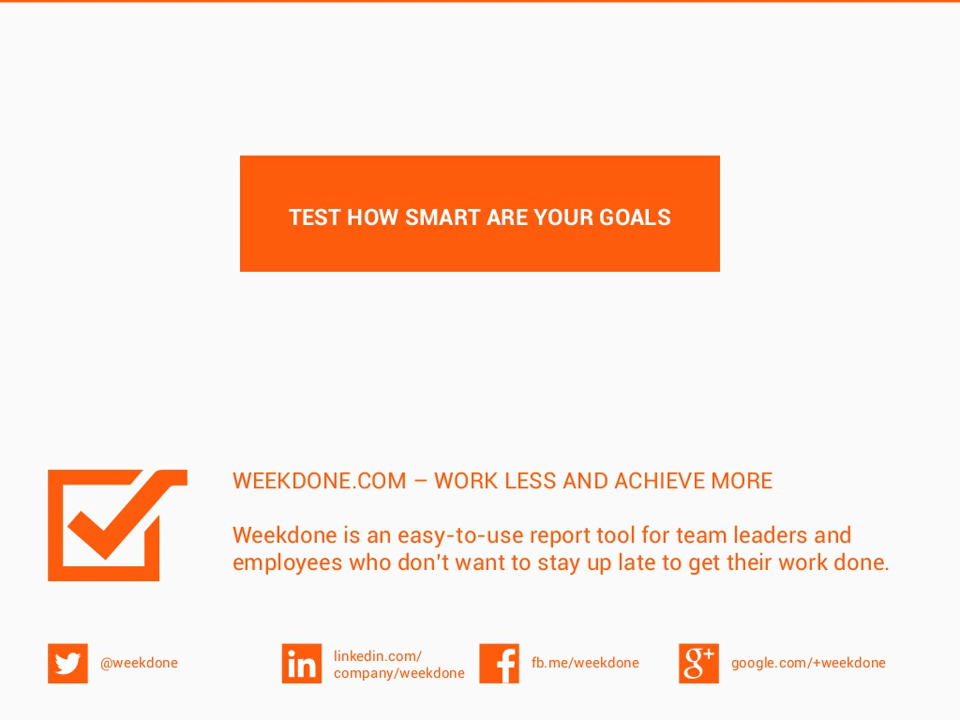 TEST HOW SMART ARE YOUR GOALS
WEEKDONE.COM – WORK LESS AND ACHIEVE MORE
Weekdone is an easy-to-use report tool for team leaders and
employees who don't want to stay up late to get their work done.
@weekdone
linkedin.com/
company/weekdone
fb.me/weekdone
google.com/+weekdone